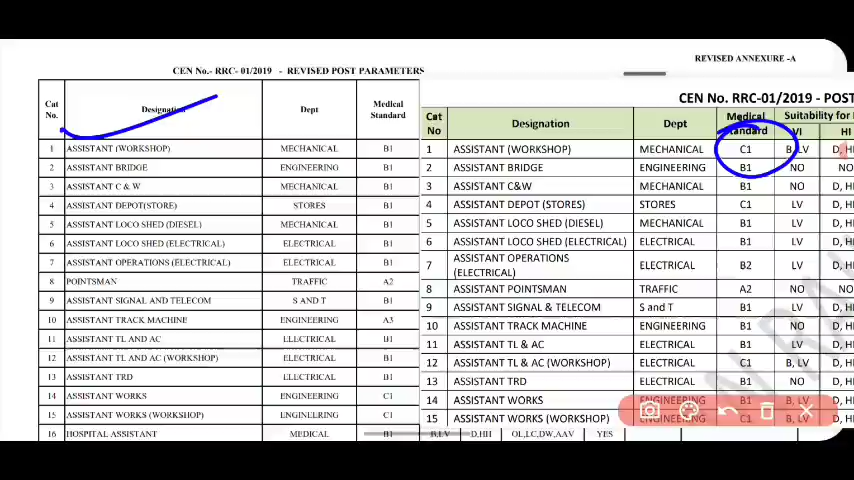 REVISED ANNEXURE -A
CEN No.- RRC- 01/2019 - REVISED POST PARAMETERS
Cat No. Designation Dept Medical Standard
1 ASSISTANT (WORKSHOP) MECHANICAL B1
2 ASSISTANT BRIDGE ENGINEERING B1
3 ASSISTANT C & W MECHANICAL B1
4 ASSISTANT DEPOT(STORE) STORES B1
5 ASSISTANT LOCO SHED (DIESEL) MECHANICAL B1
6 ASSISTANT LOCO SHED (ELECTRICAL) ELECTRICAL B1
7 ASSISTANT OPERATIONS (ELECTRICAL) ELECTRICAL B1
8 POINTSMAN TRAFFIC A2
9 ASSISTANT SIGNAL AND TELECOM S AND T B1
10 ASSISTANT TRACK MACHINE ENGINEERING A3
11 ASSISTANT TL AND AC ELECTRICAL B1
12 ASSISTANT TL AND AC (WORKSHOP) ELECTRICAL B1
13 ASSISTANT TRD ELECTRICAL B1
14 ASSISTANT WORKS ENGINEERING C1
15 ASSISTANT WORKS (WORKSHOP) ENGINEERING C1
16 HOSPITAL ASSISTANT MEDICAL B1 B,LV D,HH OL,LC,DW,AAV YES
CEN No. RRC-01/2019 - POST
Cat No Designation Dept Medical Standard Suitability for
VI HI
1 ASSISTANT (WORKSHOP) MECHANICAL C1 B, LV D, H
2 ASSISTANT BRIDGE ENGINEERING B1 NO NO
3 ASSISTANT C&W MECHANICAL B1 NO D, H
4 ASSISTANT DEPOT (STORES) STORES C1 LV D, H
5 ASSISTANT LOCO SHED (DIESEL) MECHANICAL B1 LV D, H
6 ASSISTANT LOCO SHED (ELECTRICAL) ELECTRICAL B1 LV D, H
7 ASSISTANT OPERATIONS (ELECTRICAL) ELECTRICAL B2 LV D, H
8 ASSISTANT POINTSMAN TRAFFIC A2 NO NO
9 ASSISTANT SIGNAL & TELECOM S and T B1 LV D, H
10 ASSISTANT TRACK MACHINE ENGINEERING B1 NO D, H
11 ASSISTANT TL & AC ELECTRICAL B1 LV D, H
12 ASSISTANT TL & AC (WORKSHOP) ELECTRICAL C1 B, LV D, H
13 ASSISTANT TRD ELECTRICAL B1 NO D, H
14 ASSISTANT WORKS ENGINEERING B1
15 ASSISTANT WORKS (WORKSHOP) ENGINEERING C1 B, LV D, H